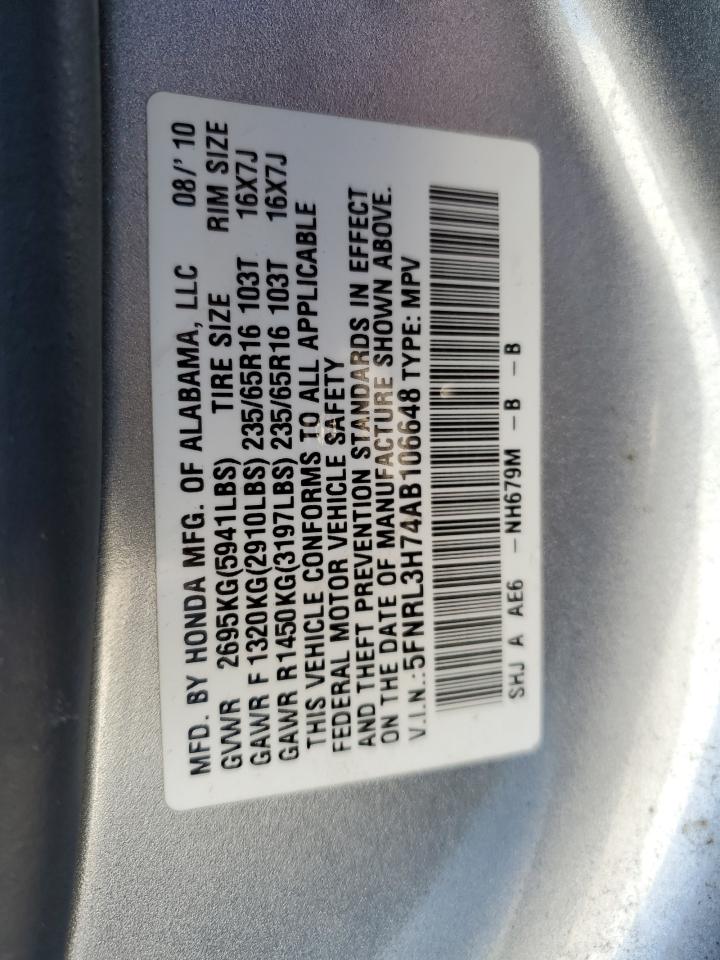 MFD. BY HONDA MFG. OF ALABAMA, LLC 08/' 10
GVWR 2695KG(5941LBS) TIRE SIZE RIM SIZE
GAWR F 1320KG(2910LBS) 235/65R16 103T 16X7J
GAWR R1450KG(3197LBS) 235/65R16 103T 16X7J
THIS VEHICLE CONFORMS TO ALL APPLICABLE
FEDERAL MOTOR VEHICLE SAFETY
AND THEFT PREVENTION STANDARDS IN EFFECT
ON THE DATE OF MANUFACTURE SHOWN ABOVE.
V.I.N.:5FNRL3H74AB106648 TYPE: MPV
SHJ A AE6 -NH679M -B -B